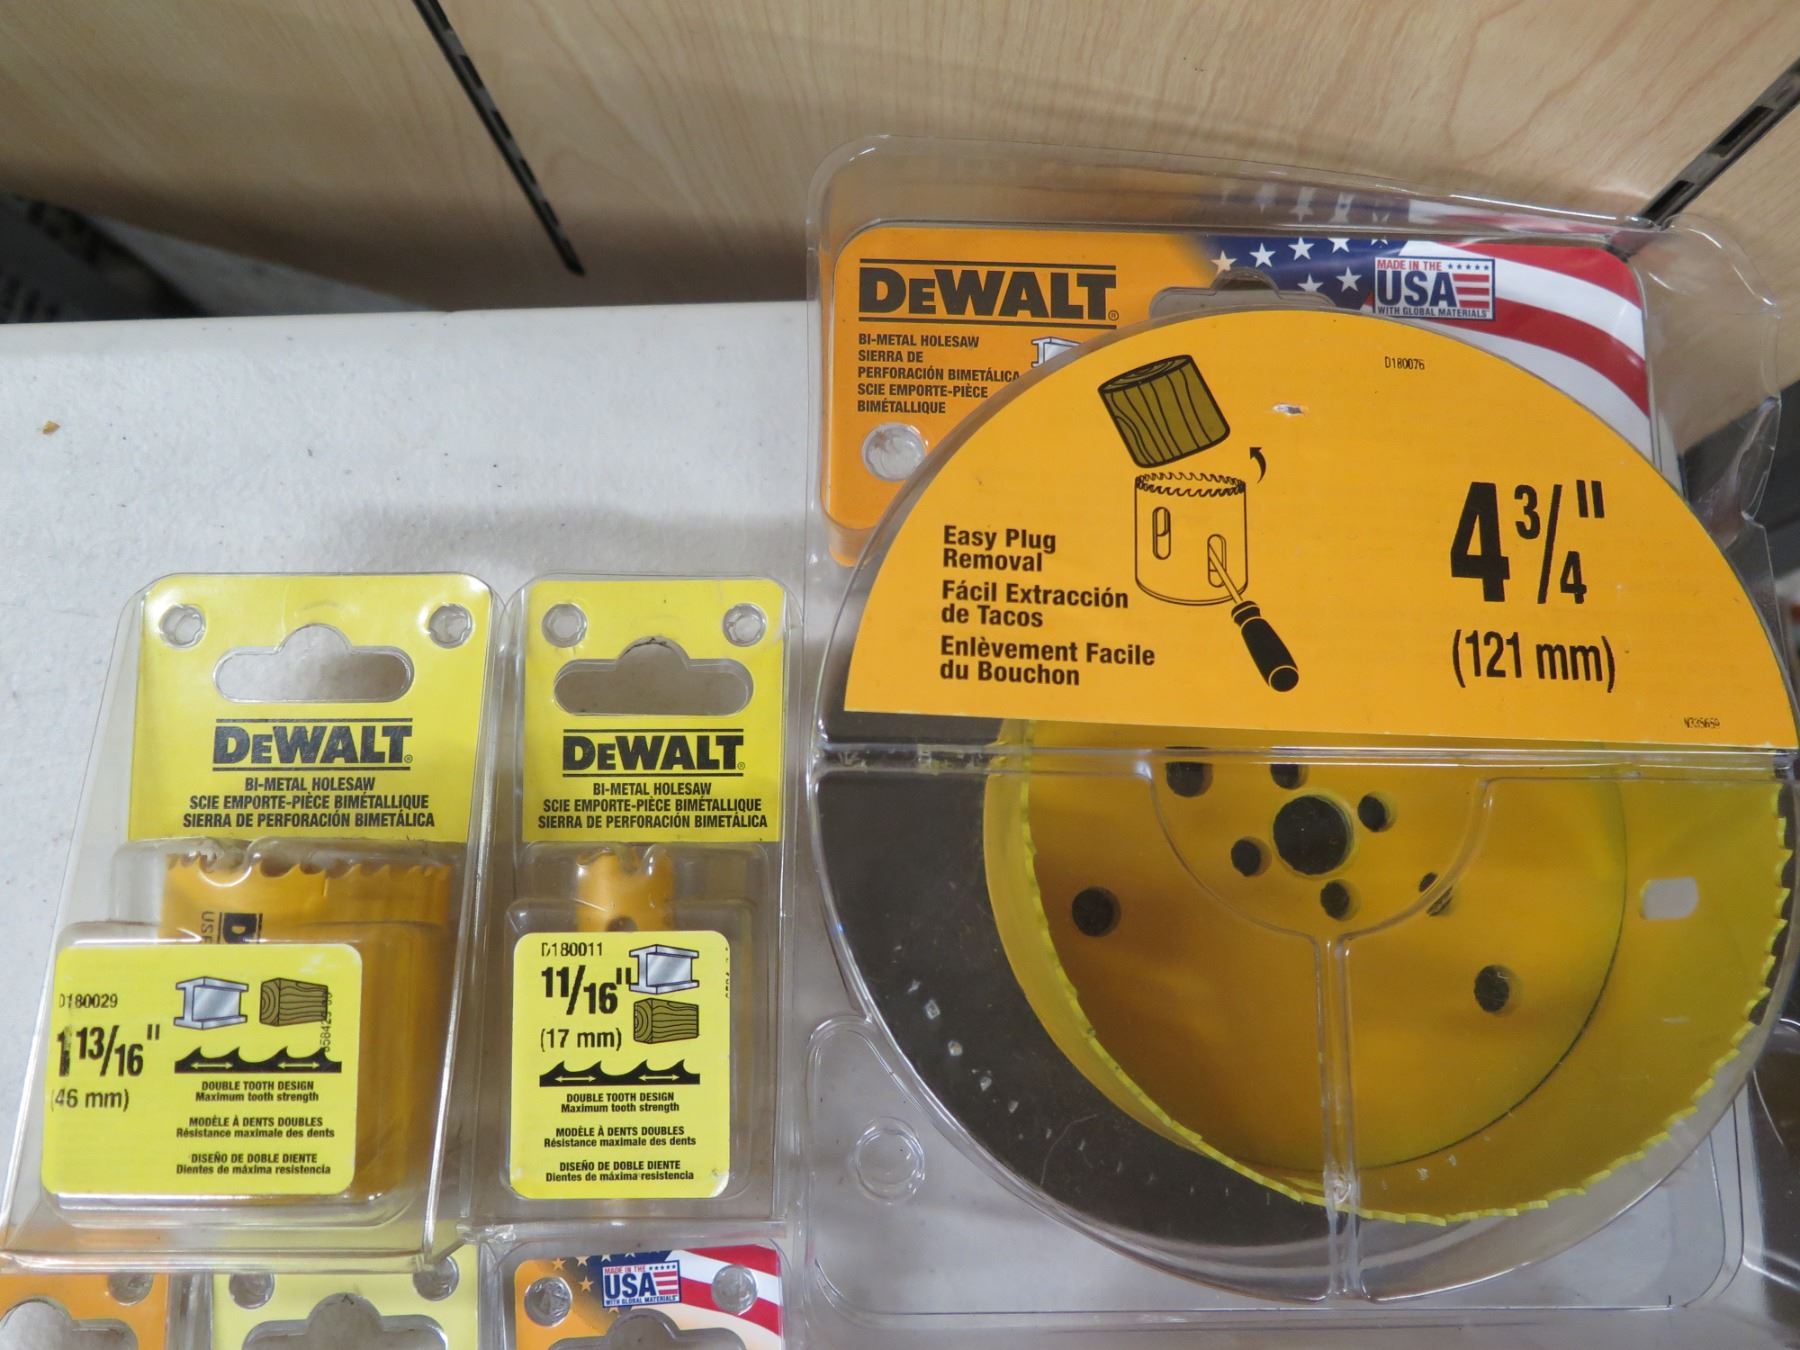 DEWALT®
BI-METAL HOLESAW
SCIE EMPORTE-PIÈCE BIMÉTALLIQUE
SIERRA DE PERFORACIÓN BIMETÁLICA
D180029
1 13/16"
(46 mm)
DOUBLE TOOTH DESIGN
Maximum tooth strength
MODÈLE À DENTS DOUBLES
Résistance maximale des dents
DISEÑO DE DOBLE DIENTE
Dientes de máxima resistencia
DEWALT®
BI-METAL HOLESAW
SCIE EMPORTE-PIÈCE BIMÉTALLIQUE
SIERRA DE PERFORACIÓN BIMETÁLICA
D180011
11/16"
(17 mm)
DOUBLE TOOTH DESIGN
Maximum tooth strength
MODÈLE À DENTS DOUBLES
Résistance maximale des dents
DISEÑO DE DOBLE DIENTE
Dientes de máxima resistencia
DEWALT®
BI-METAL HOLESAW
SIERRA DE
PERFORACIÓN BIMETÁLICA
SCIE EMPORTE-PIÈCE
BIMÉTALLIQUE
MADE IN THE
USA
WITH GLOBAL MATERIALS
D180076
Easy Plug
Removal
Fácil Extracción
de Tacos
Enlèvement Facile
du Bouchon
4 3/4"
(121 mm)
N335659
MADE IN THE
USA
WITH GLOBAL MATERIALS